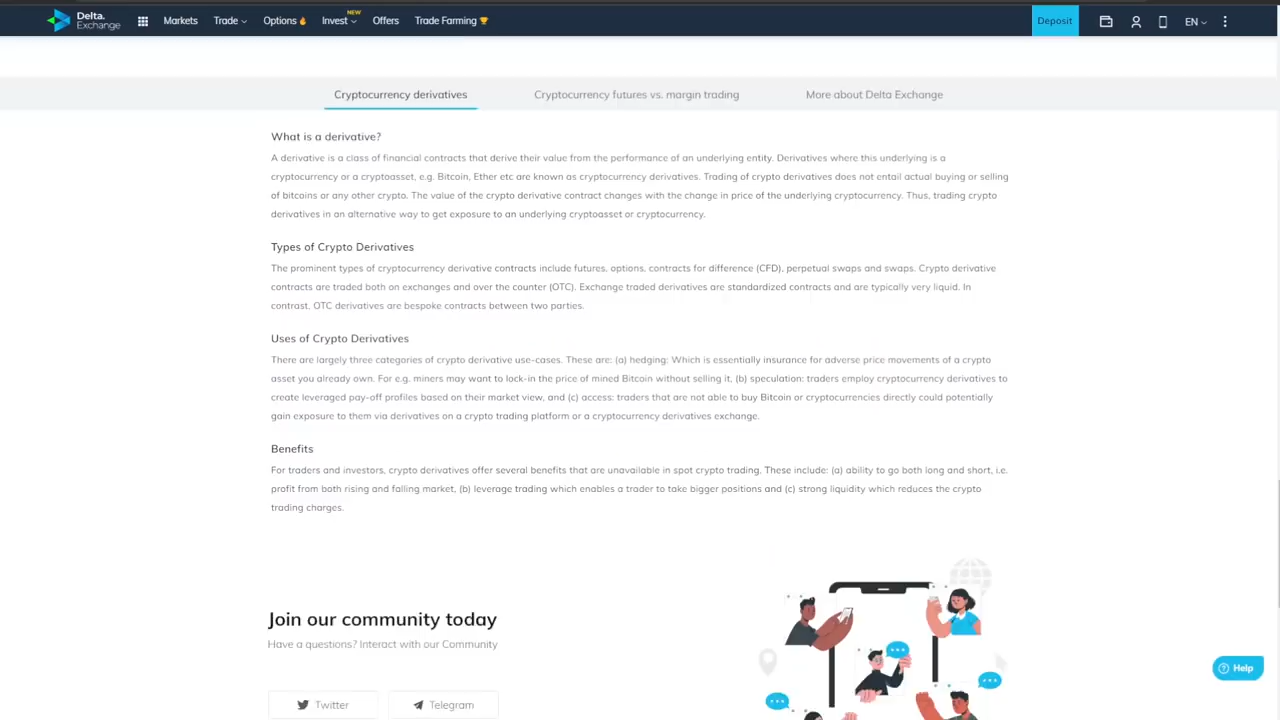 Delta.
Exchange
Markets
Trade
Options
Invest
NEW
Offers
Trade Farming
Deposit
EN
Cryptocurrency derivatives
Cryptocurrency futures vs. margin trading
More about Delta Exchange
What is a derivative?
A derivative is a class of financial contracts that derive their value from the performance of an underlying entity. Derivatives where this underlying is a
cryptocurrency or a cryptoasset, e.g. Bitcoin, Ether etc are known as cryptocurrency derivatives. Trading of crypto derivatives does not entail actual buying or selling
of bitcoins or any other crypto. The value of the crypto derivative contract changes with the change in price of the underlying cryptocurrency. Thus, trading crypto
derivatives in an alternative way to get exposure to an underlying cryptoasset or cryptocurrency.
Types of Crypto Derivatives
The prominent types of cryptocurrency derivative contracts include futures, options, contracts for difference (CFD), perpetual swaps and swaps. Crypto derivative
contracts are traded both on exchanges and over the counter (OTC). Exchange traded derivatives are standardized contracts and are typically very liquid. In
contrast, OTC derivatives are bespoke contracts between two parties.
Uses of Crypto Derivatives
There are largely three categories of crypto derivative use-cases. These are: (a) hedging: Which is essentially insurance for adverse price movements of a crypto
asset you already own. For e.g. miners may want to lock-in the price of mined Bitcoin without selling it, (b) speculation: traders employ cryptocurrency derivatives to
create leveraged pay-off profiles based on their market view, and (c) access: traders that are not able to buy Bitcoin or cryptocurrencies directly could potentially
gain exposure to them via derivatives on a crypto trading platform or a cryptocurrency derivatives exchange.
Benefits
For traders and investors, crypto derivatives offer several benefits that are unavailable in spot crypto trading. These include: (a) ability to go both long and short, i.e.
profit from both rising and falling market, (b) leverage trading which enables a trader to take bigger positions and (c) strong liquidity which reduces the crypto
trading charges.
Join our community today
Have a questions? Interact with our Community
Twitter
Telegram
Help